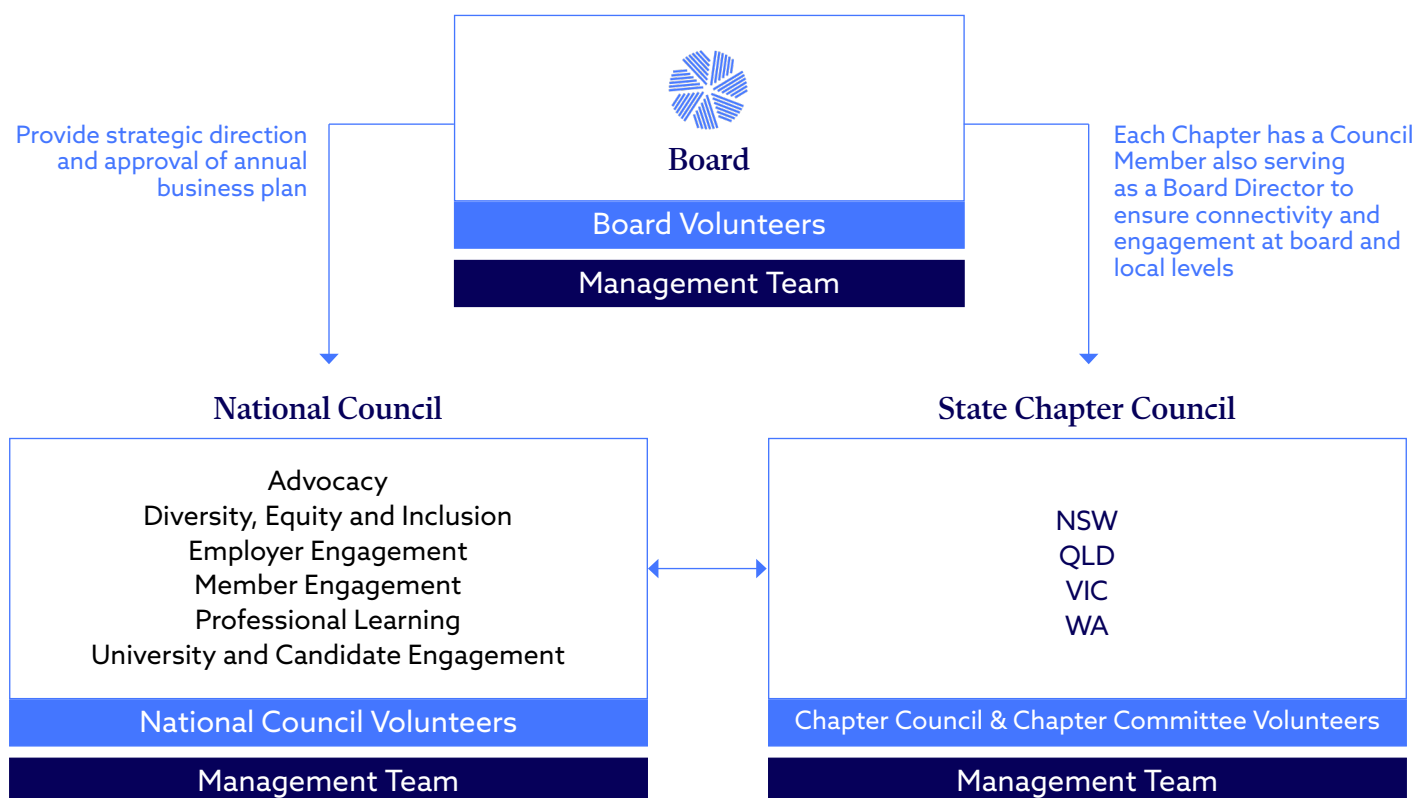 Board
Board Volunteers
Management Team
Provide strategic direction
and approval of annual
business plan
Each Chapter has a Council
Member also serving
as a Board Director to
ensure connectivity and
engagement at board and
local levels
National Council
Advocacy
Diversity, Equity and Inclusion
Employer Engagement
Member Engagement
Professional Learning
University and Candidate Engagement
National Council Volunteers
Management Team
State Chapter Council
NSW
QLD
VIC
WA
Chapter Council & Chapter Committee Volunteers
Management Team